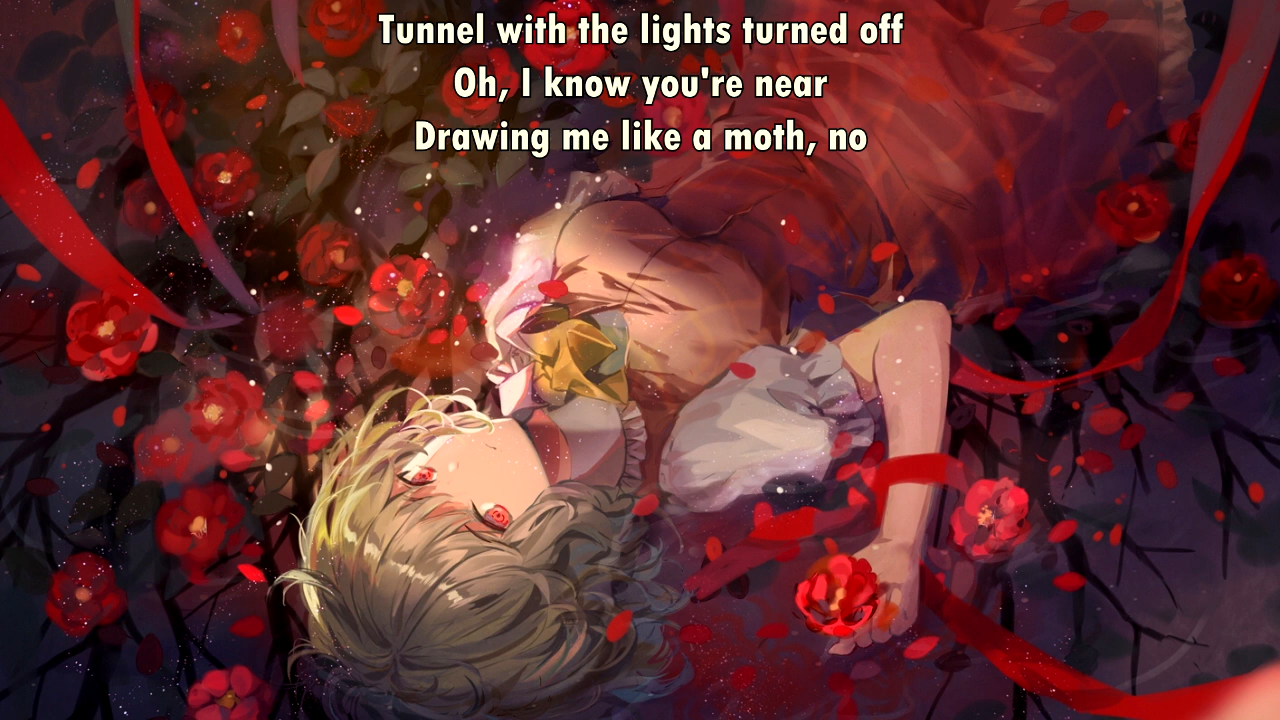 Tunnel with the lights turned off
Oh, I know you're near
Drawing me like a moth, no